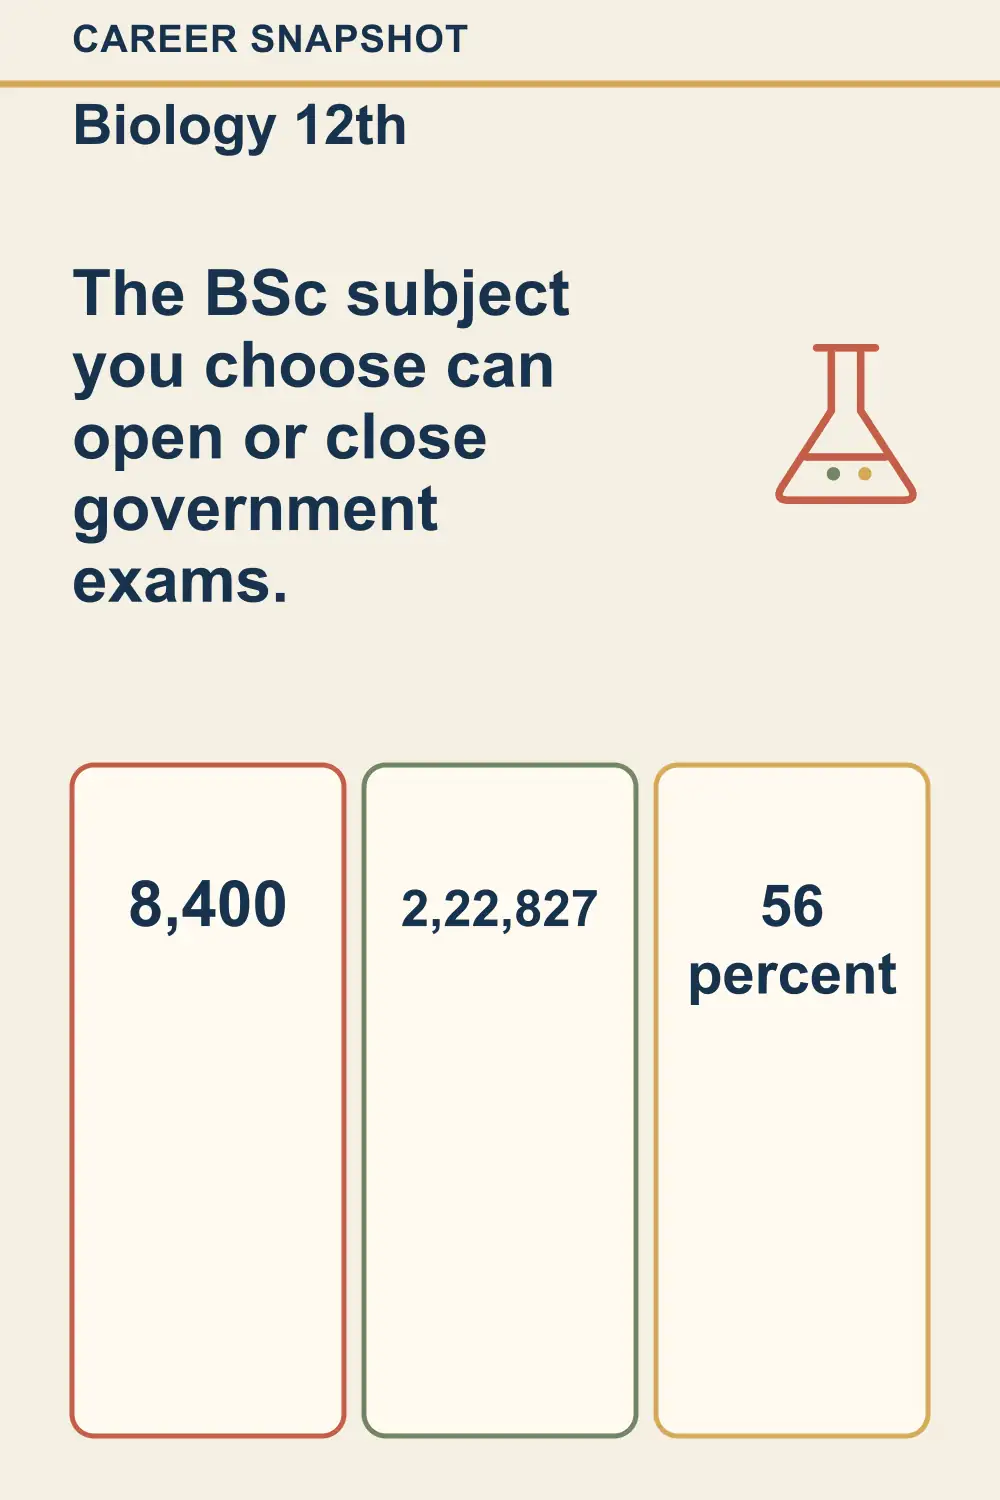 CAREER SNAPSHOT
Biology 12th
The BSc subject
you choose can
open or close
government
exams.
8,400
2,22,827
56
percent